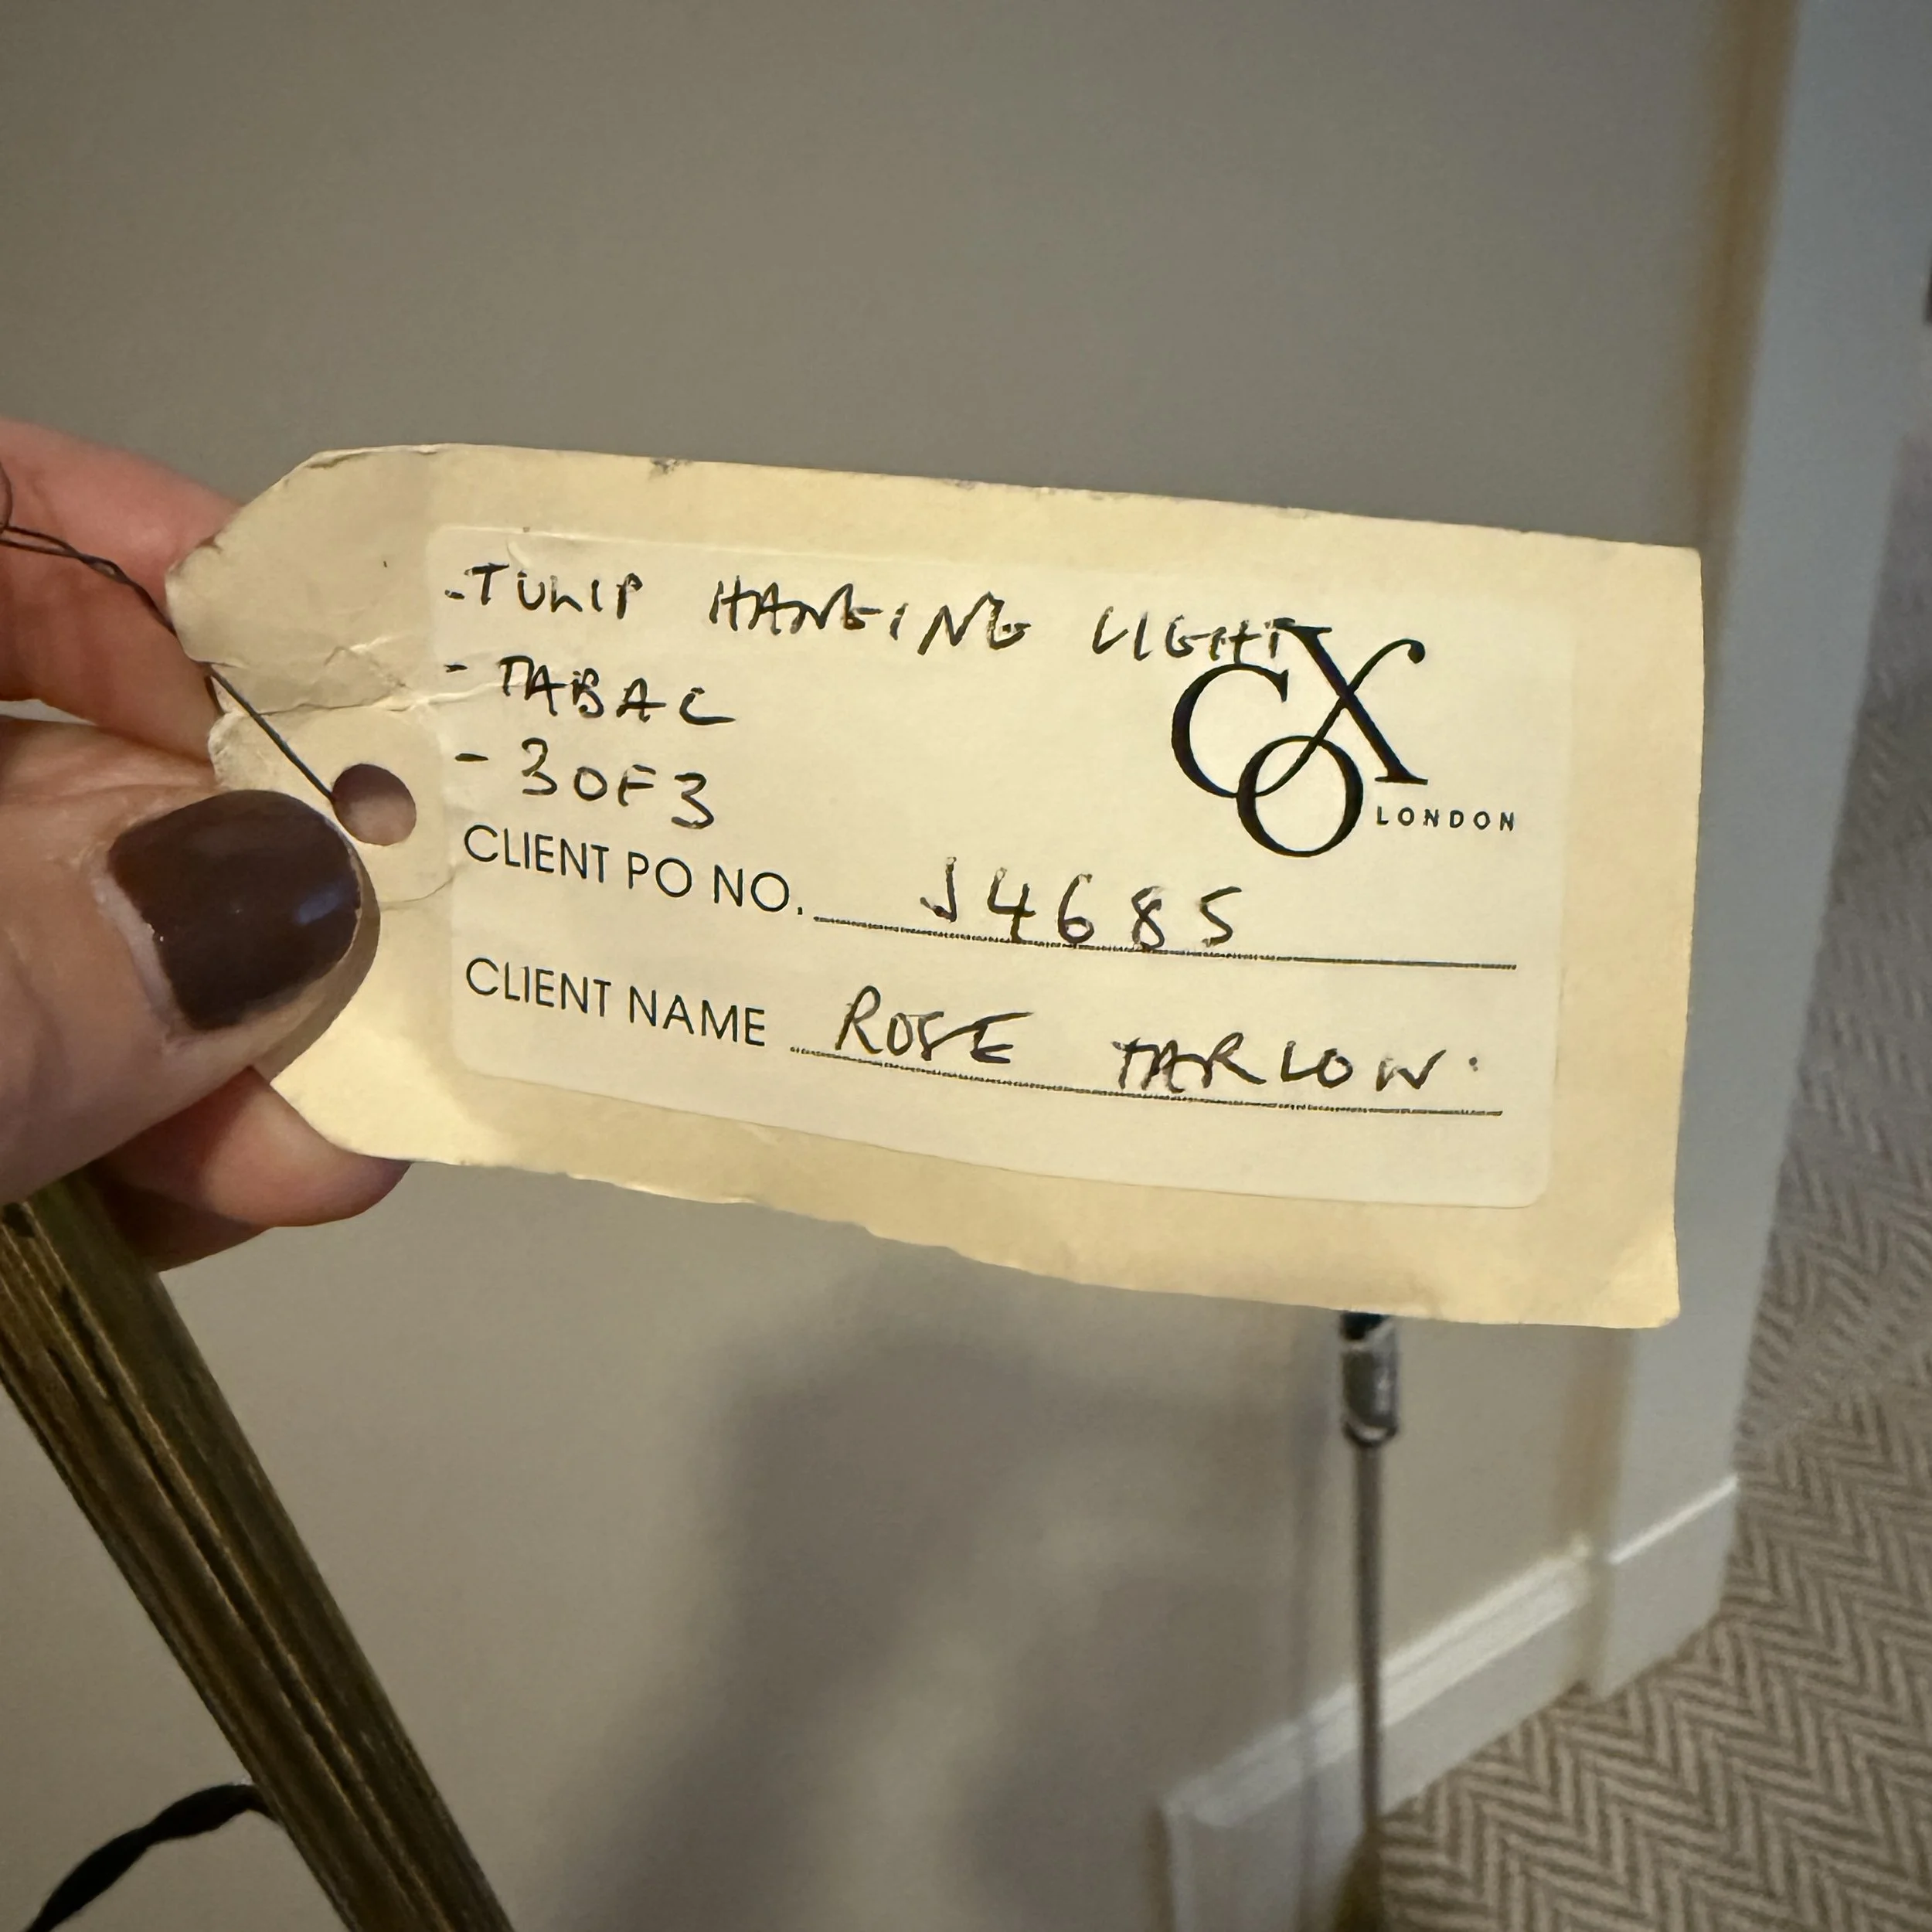 - TULIP HANGING LIGHT
- TABAC
- 3 OF 3
COX
LONDON
CLIENT PO NO. J4685
CLIENT NAME ROSE TARLOW.